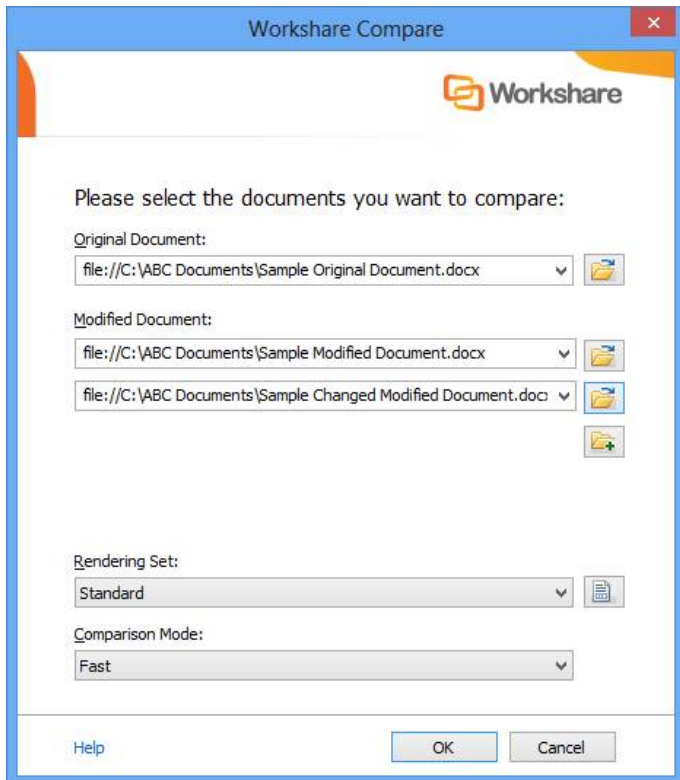 Workshare Compare
Workshare
Please select the documents you want to compare:
Original Document:
file://C:\ABC Documents\Sample Original Document.docx
Modified Document:
file://C:\ABC Documents\Sample Modified Document.docx
file://C:\ABC Documents\Sample Changed Modified Document.doc
Rendering Set:
Standard
Comparison Mode:
Fast
Help OK Cancel